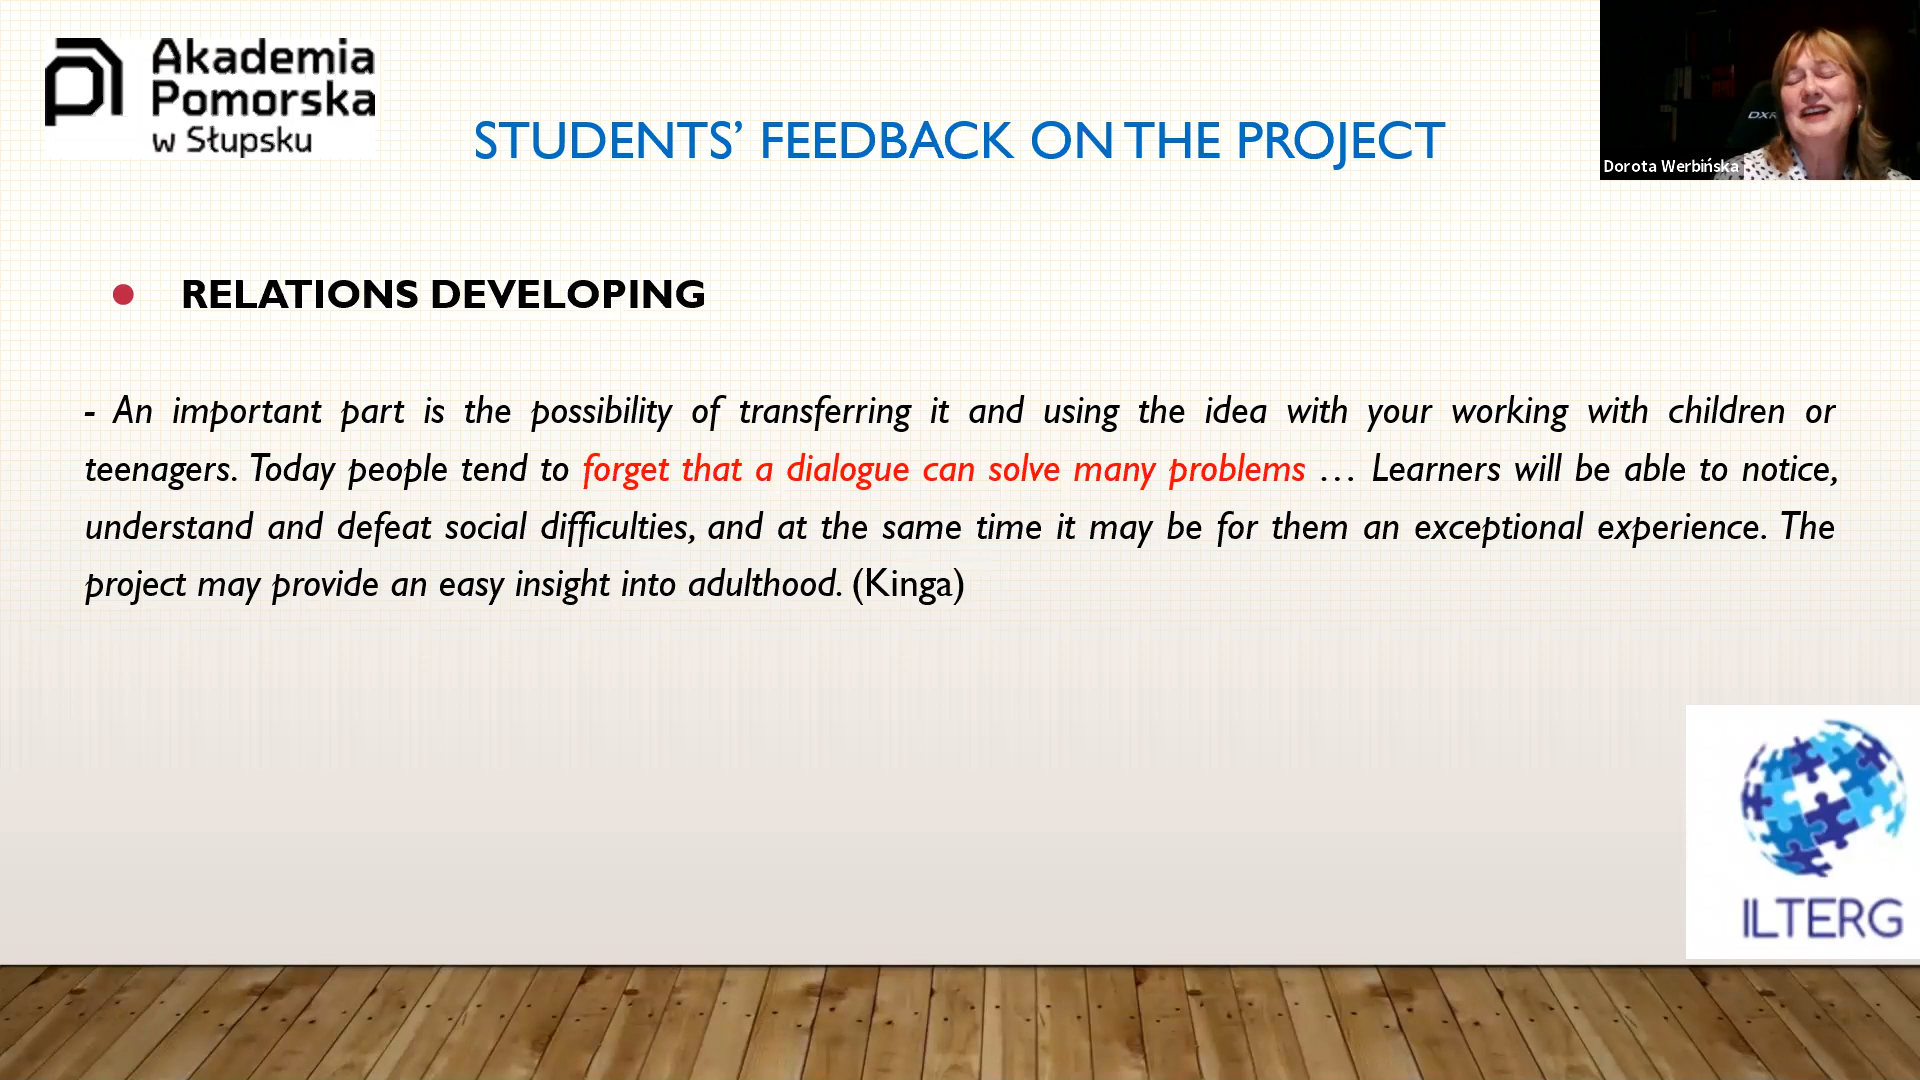 Akademia
Pomorska
w Słupsku
STUDENTS’ FEEDBACK ON THE PROJECT
Dorota Werbińska
● RELATIONS DEVELOPING
- An important part is the possibility of transferring it and using the idea with your working with children or
teenagers. Today people tend to forget that a dialogue can solve many problems … Learners will be able to notice,
understand and defeat social difficulties, and at the same time it may be for them an exceptional experience. The
project may provide an easy insight into adulthood. (Kinga)
ILTERG